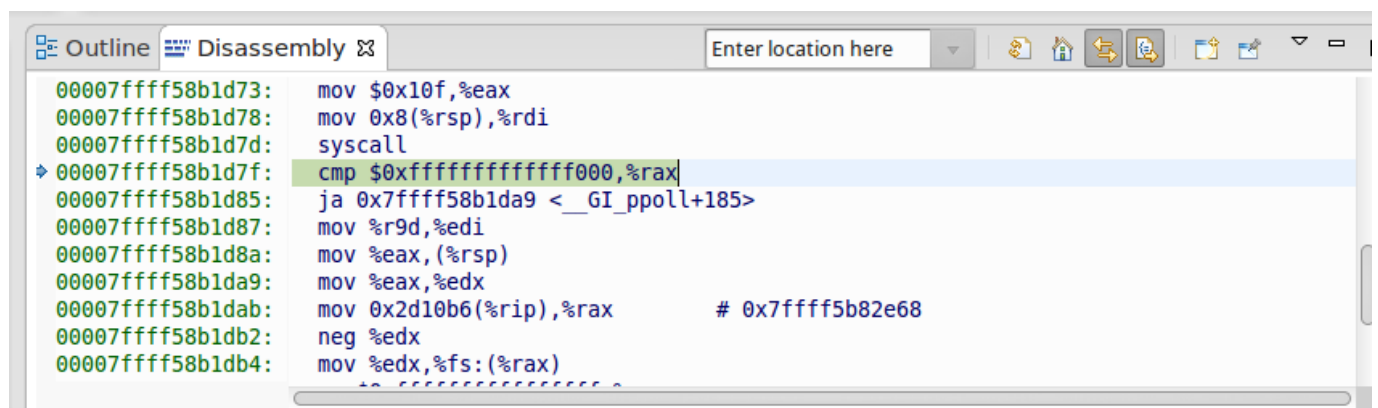 Outline Disassembly Enter location here
00007ffff58b1d73: mov $0x10f,%eax
00007ffff58b1d78: mov 0x8(%rsp),%rdi
00007ffff58b1d7d: syscall
00007ffff58b1d7f: cmp $0xfffffffffffff000,%rax
00007ffff58b1d85: ja 0x7ffff58b1da9 <__GI_ppoll+185>
00007ffff58b1d87: mov %r9d,%edi
00007ffff58b1d8a: mov %eax,(%rsp)
00007ffff58b1da9: mov %eax,%edx
00007ffff58b1dab: mov 0x2d10b6(%rip),%rax # 0x7ffff5b82e68
00007ffff58b1db2: neg %edx
00007ffff58b1db4: mov %edx,%fs:(%rax)